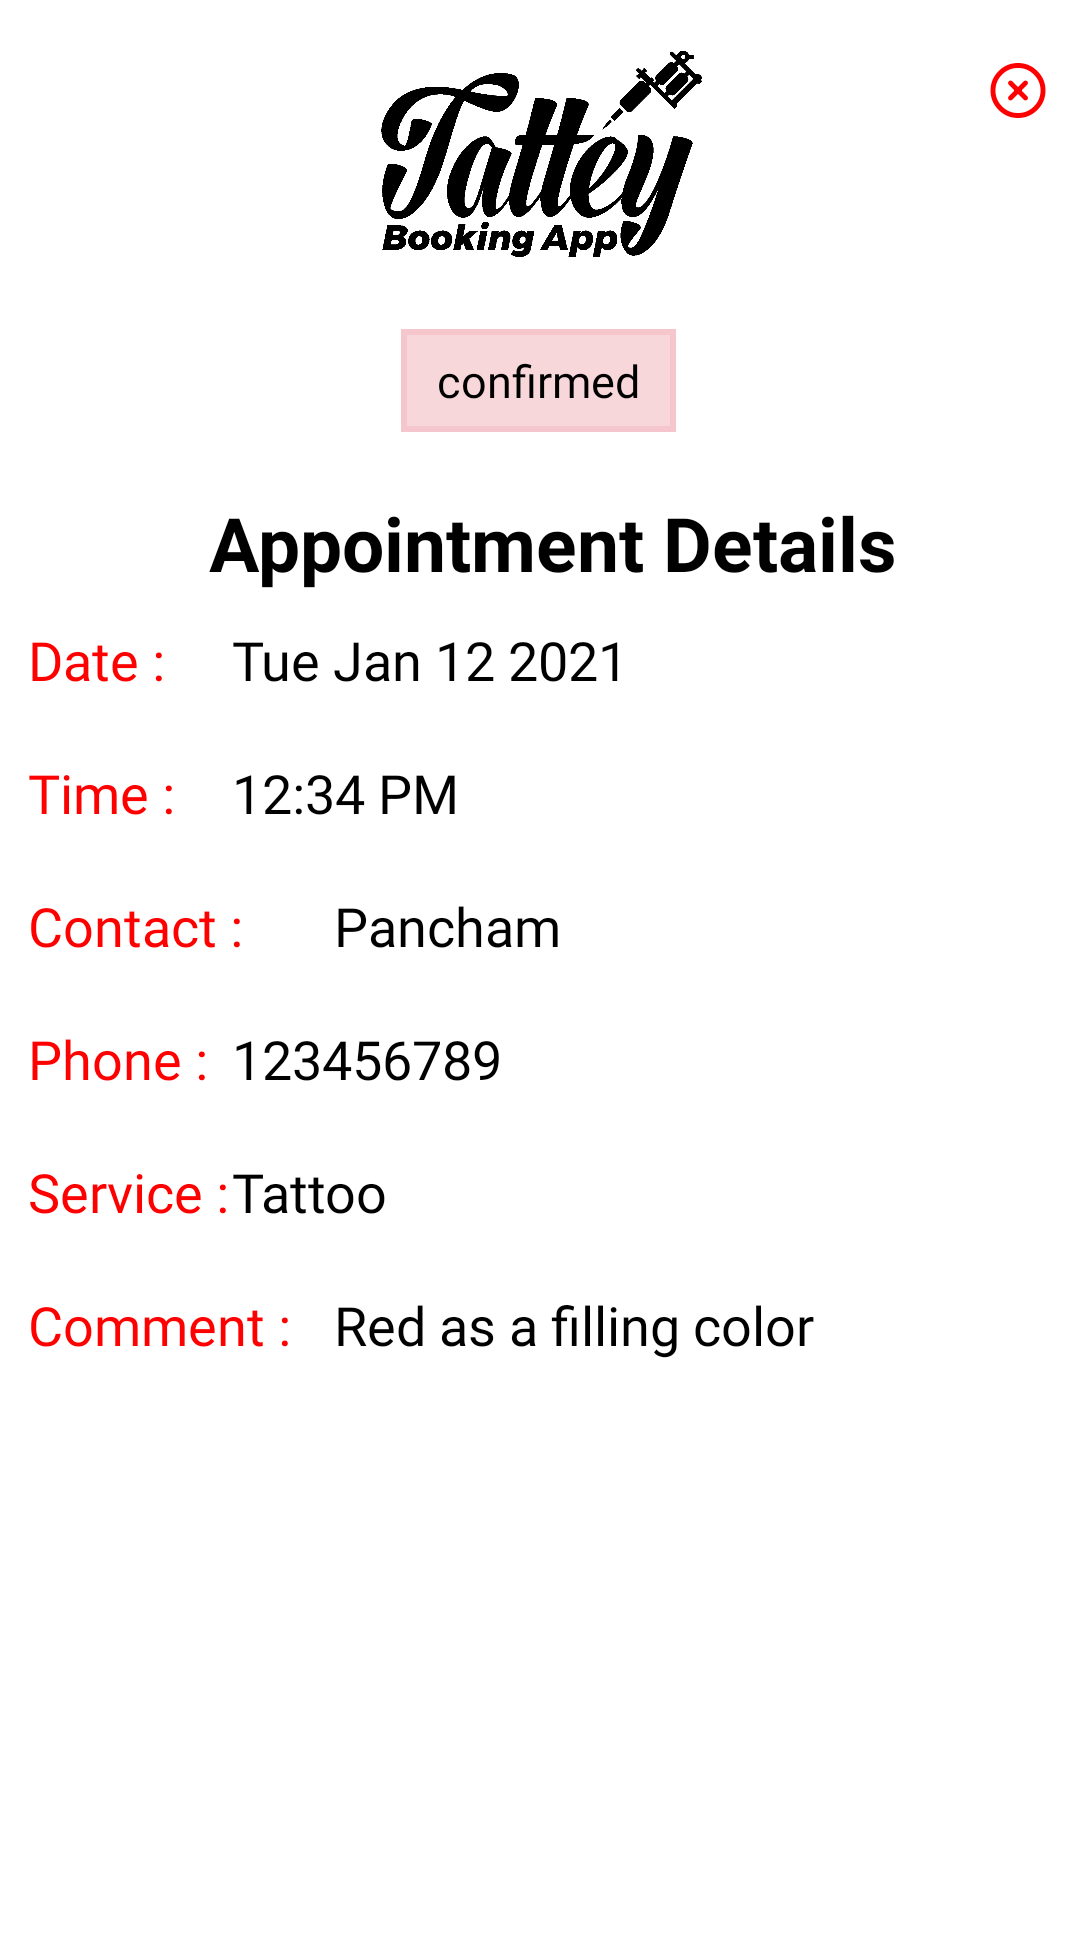 Tattey
Booking App
confirmed
Appointment Details
Date : Tue Jan 12 2021
Time : 12:34 PM
Contact : Pancham
Phone : 123456789
Service : Tattoo
Comment : Red as a filling color